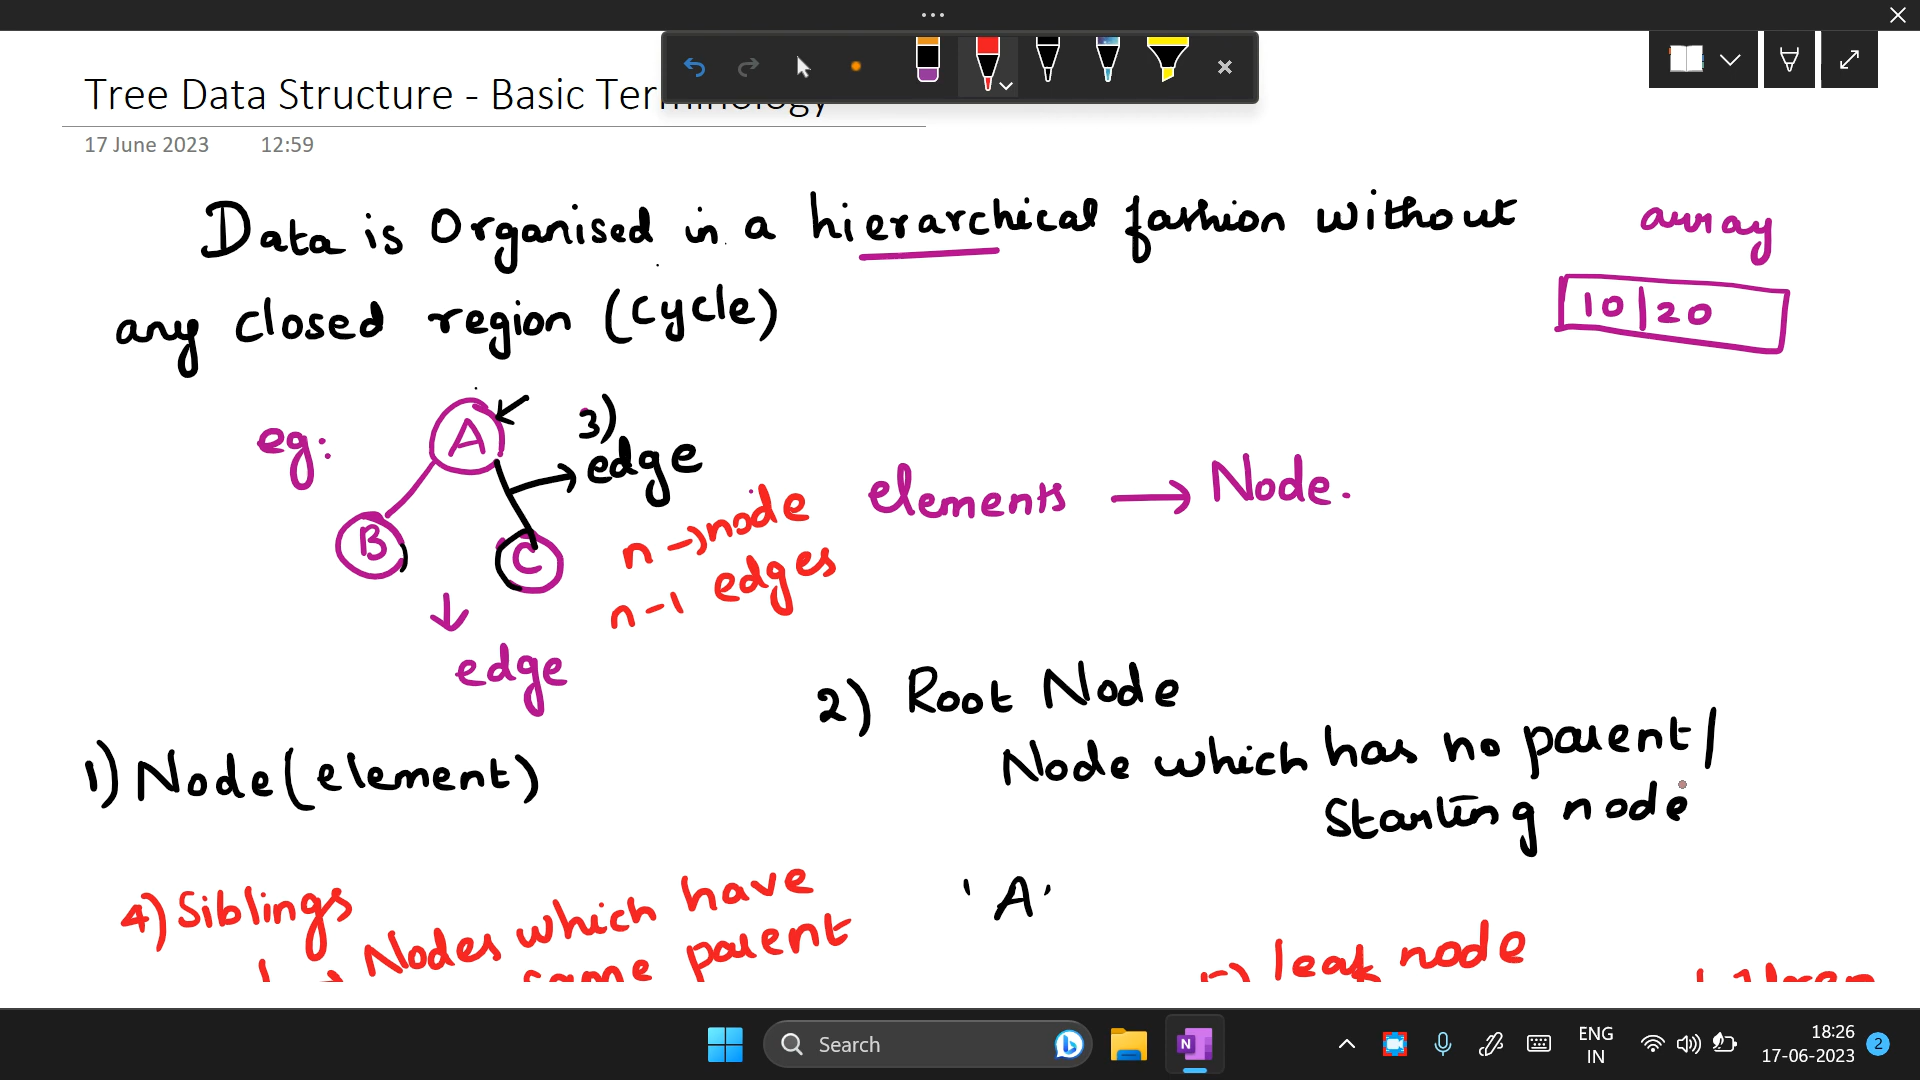 Tree Data Structure - Basic Terminology
17 June 2023 12:59
Data is Organised in a hierarchical fashion without
any closed region (cycle)
array
10 | 20
eg:
A
3)
edge
B
C
n → node
n-1 edges
elements → Node.
edge
2) Root Node
Node which has no parent /
Starting node
'A'
1) Node (element)
4) Siblings
Nodes which have
same parent
leaf node
Search
ENG
IN
18:26
17-06-2023
2